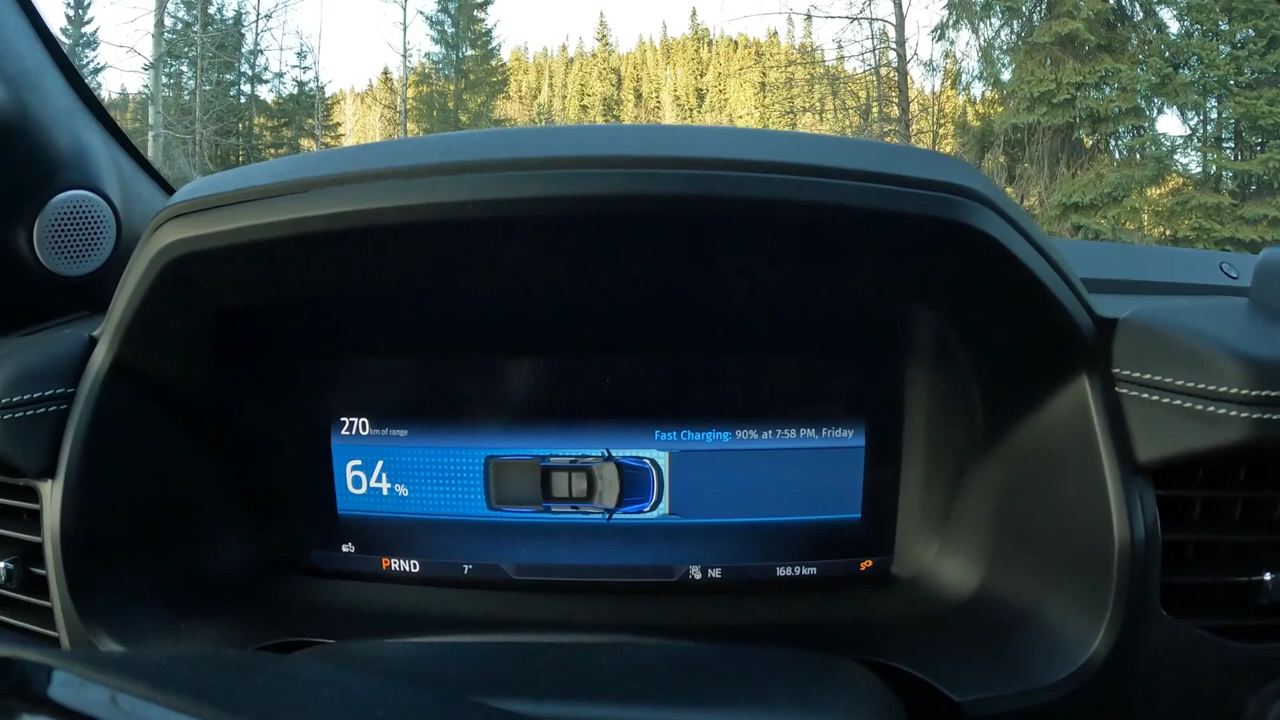 270 km of range
Fast Charging: 90% at 7:58 PM, Friday
64 %
PRND
7°
NE
168.9 km